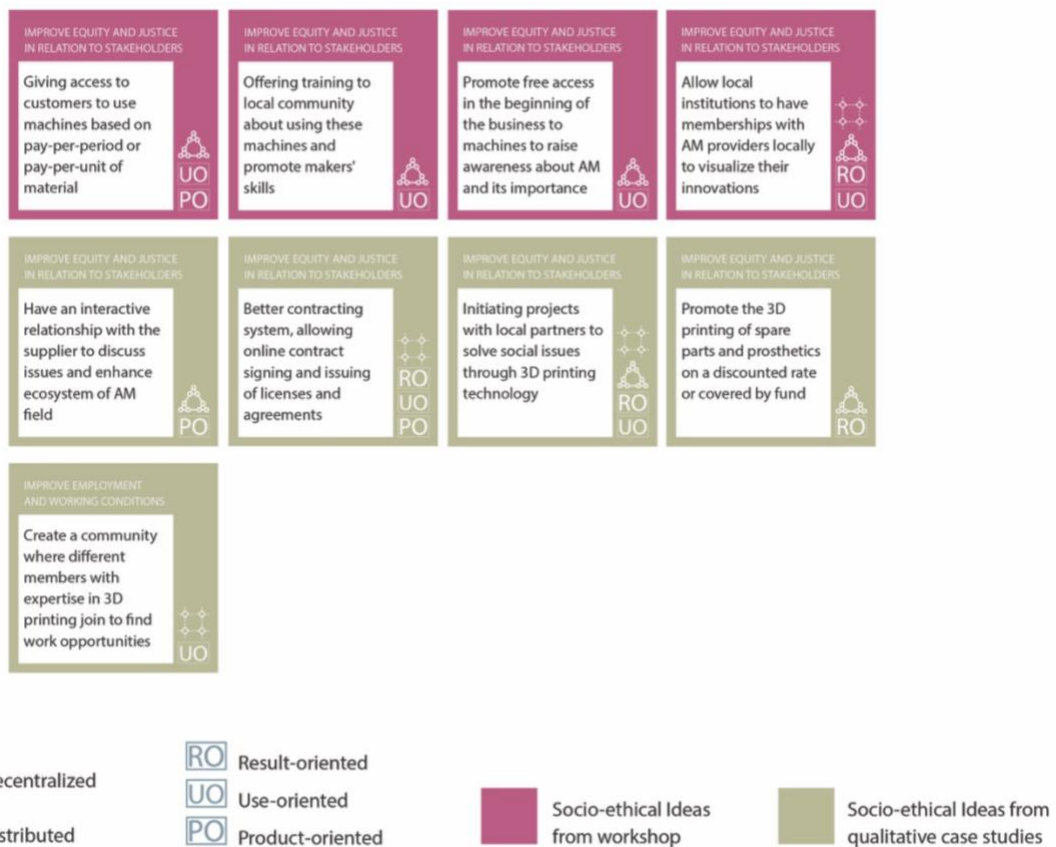 IMPROVE EQUITY AND JUSTICE
IN RELATION TO STAKEHOLDERS
Giving access to
customers to use
machines based on
pay-per-period or
pay-per-unit of
material
UO
PO
IMPROVE EQUITY AND JUSTICE
IN RELATION TO STAKEHOLDERS
Offering training to
local community
about using these
machines and
promote makers'
skills
UO
IMPROVE EQUITY AND JUSTICE
IN RELATION TO STAKEHOLDERS
Promote free access
in the beginning of
the business to
machines to raise
awareness about AM
and its importance
UO
IMPROVE EQUITY AND JUSTICE
IN RELATION TO STAKEHOLDERS
Allow local
institutions to have
memberships with
AM providers locally
to visualize their
innovations
RO
UO
IMPROVE EQUITY AND JUSTICE
IN RELATION TO STAKEHOLDERS
Have an interactive
relationship with the
supplier to discuss
issues and enhance
ecosystem of AM
field
PO
IMPROVE EQUITY AND JUSTICE
IN RELATION TO STAKEHOLDERS
Better contracting
system, allowing
online contract
signing and issuing
of licenses and
agreements
RO
UO
PO
IMPROVE EQUITY AND JUSTICE
IN RELATION TO STAKEHOLDERS
Initiating projects
with local partners to
solve social issues
through 3D printing
technology
RO
UO
IMPROVE EQUITY AND JUSTICE
IN RELATION TO STAKEHOLDERS
Promote the 3D
printing of spare
parts and prosthetics
on a discounted rate
or covered by fund
RO
IMPROVE EMPLOYMENT
AND WORKING CONDITIONS
Create a community
where different
members with
expertise in 3D
printing join to find
work opportunities
UO
ecentralized
stributed
RO Result-oriented
UO Use-oriented
PO Product-oriented
Socio-ethical Ideas
from workshop
Socio-ethical Ideas from
qualitative case studies